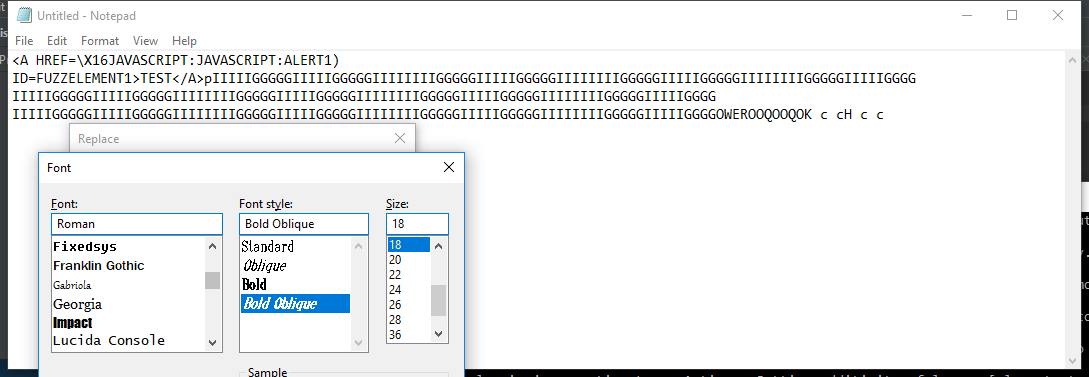 Untitled - Notepad
File Edit Format View Help
<A HREF=\X16JAVASCRIPT:JAVASCRIPT:ALERT1)
ID=FUZZELEMENT1>TEST</A>pIIIIIGGGGGIIIIIGGGGGIIIIIIIIGGGGGIIIIIGGGGGIIIIIIIIGGGGGIIIIIGGGGGIIIIIIIIGGGGGIIIIIGGGG
IIIIIGGGGGIIIIIGGGGGIIIIIIIIGGGGGIIIIIGGGGGIIIIIIIIGGGGGIIIIIGGGGGIIIIIIIIGGGGGIIIIIGGGG
IIIIIGGGGGIIIIIGGGGGIIIIIIIIGGGGGIIIIIGGGGGIIIIIIIIGGGGGIIIIIGGGGGIIIIIIIIGGGGGIIIIIGGGGOWEROOQOOQOOK c cH c c
Replace
Font
Font: Font style: Size:
Roman Bold Oblique 18
Fixedsys Standard 18
Franklin Gothic Oblique 20
Gabriola Bold 22
Georgia Bold Oblique 24
Impact 26
Lucida Console 28
36
Sample